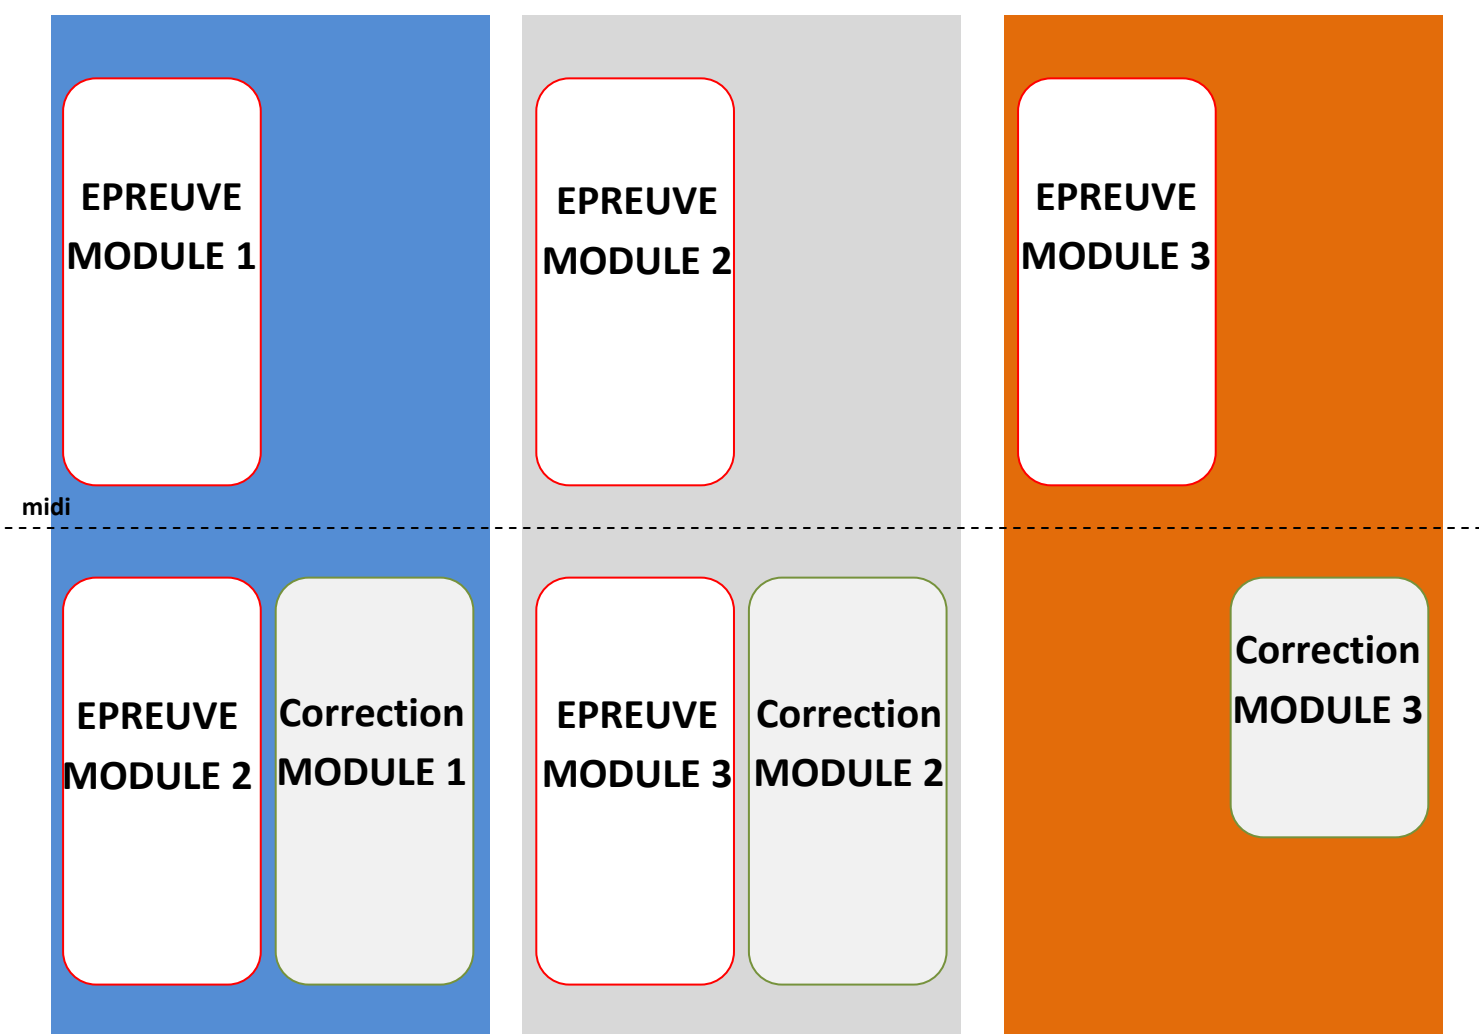 EPREUVE
MODULE 1
EPREUVE
MODULE 2
EPREUVE
MODULE 3
midi
EPREUVE
MODULE 2
Correction
MODULE 1
EPREUVE
MODULE 3
Correction
MODULE 2
Correction
MODULE 3